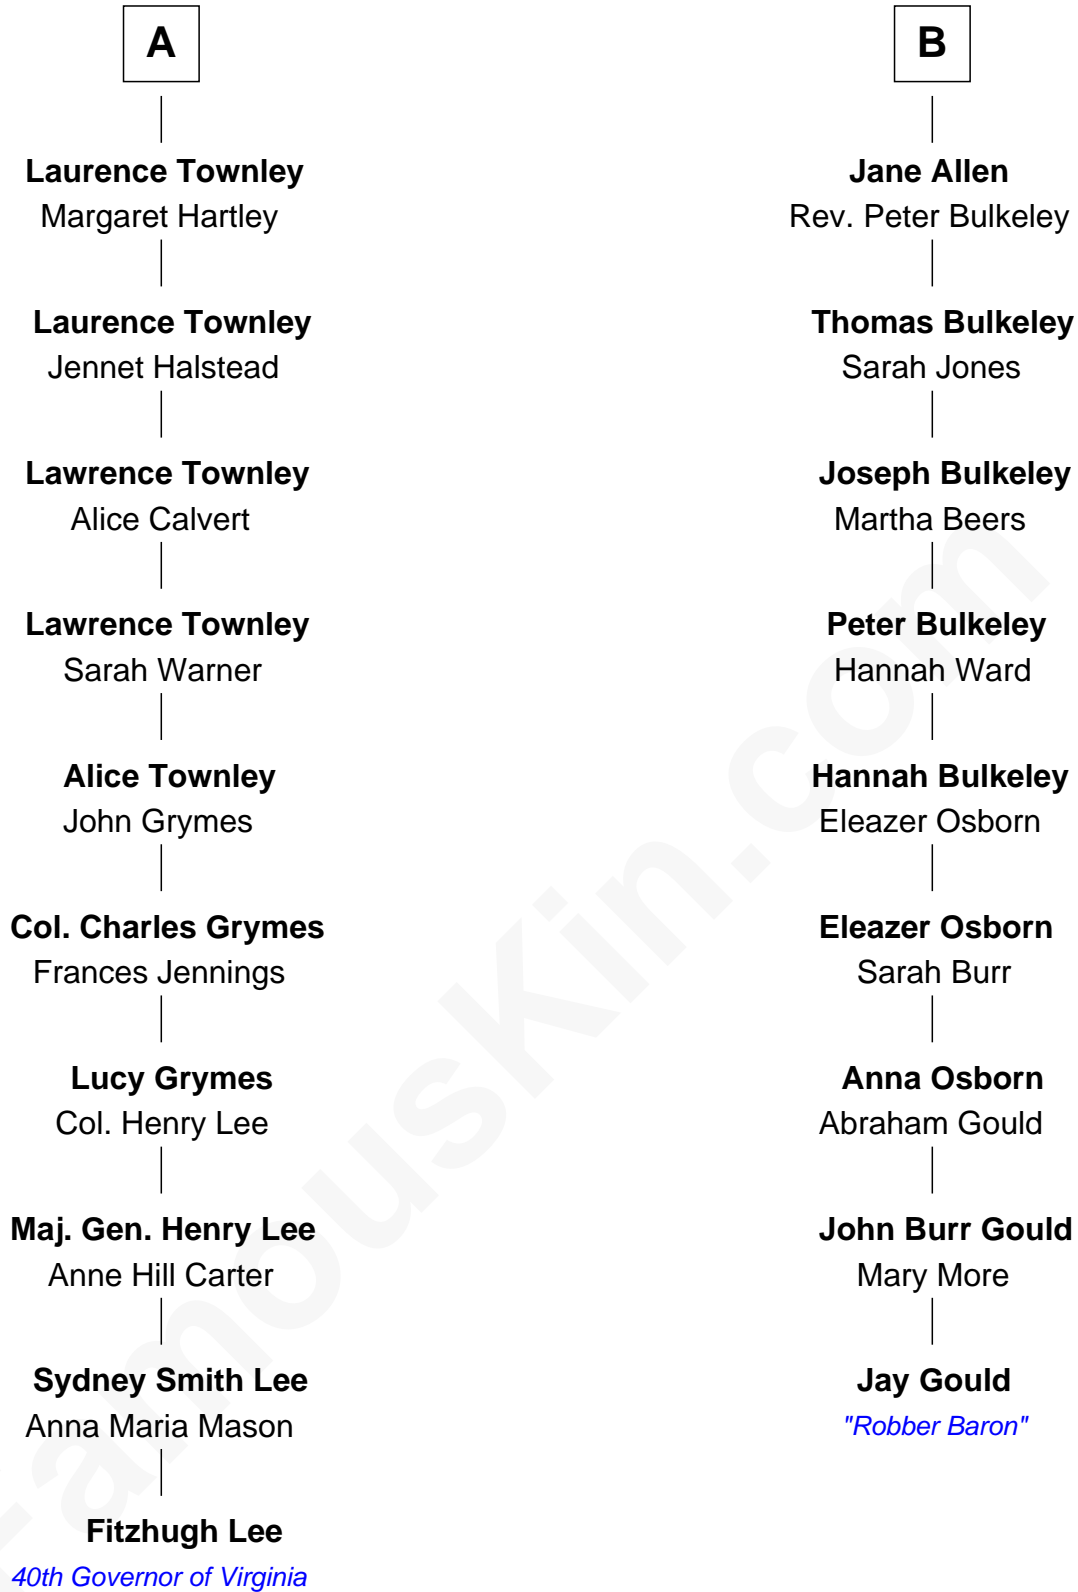 A
Laurence Townley
Margaret Hartley
Laurence Townley
Jennet Halstead
Lawrence Townley
Alice Calvert
Lawrence Townley
Sarah Warner
Alice Townley
John Grymes
Col. Charles Grymes
Frances Jennings
Lucy Grymes
Col. Henry Lee
Maj. Gen. Henry Lee
Anne Hill Carter
Sydney Smith Lee
Anna Maria Mason
Fitzhugh Lee
40th Governor of Virginia
B
Jane Allen
Rev. Peter Bulkeley
Thomas Bulkeley
Sarah Jones
Joseph Bulkeley
Martha Beers
Peter Bulkeley
Hannah Ward
Hannah Bulkeley
Eleazer Osborn
Eleazer Osborn
Sarah Burr
Anna Osborn
Abraham Gould
John Burr Gould
Mary More
Jay Gould
"Robber Baron"
FamousKin.com